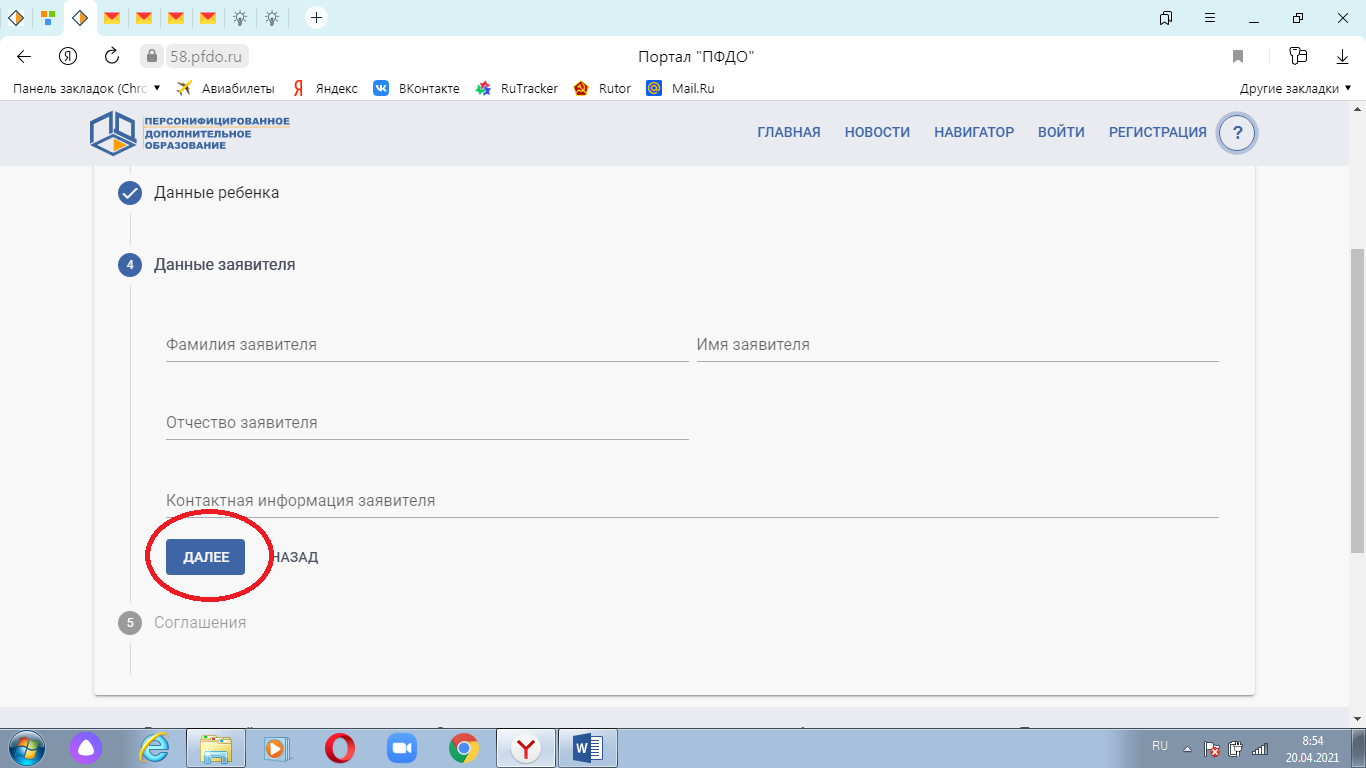 58.pfdo.ru
Портал "ПФДО"
Панель закладок (Chro
Авиабилеты
Яндекс
ВКонтакте
RuTracker
Rutor
Mail.Ru
Другие закладки
ПЕРСОНИФИЦИРОВАННОЕ
ДОПОЛНИТЕЛЬНОЕ
ОБРАЗОВАНИЕ
ГЛАВНАЯ
НОВОСТИ
НАВИГАТОР
ВОЙТИ
РЕГИСТРАЦИЯ
?
Данные ребенка
4 Данные заявителя
Фамилия заявителя
Имя заявителя
Отчество заявителя
Контактная информация заявителя
ДАЛЕЕ
НАЗАД
5 Соглашения
RU
8:54
20.04.2021